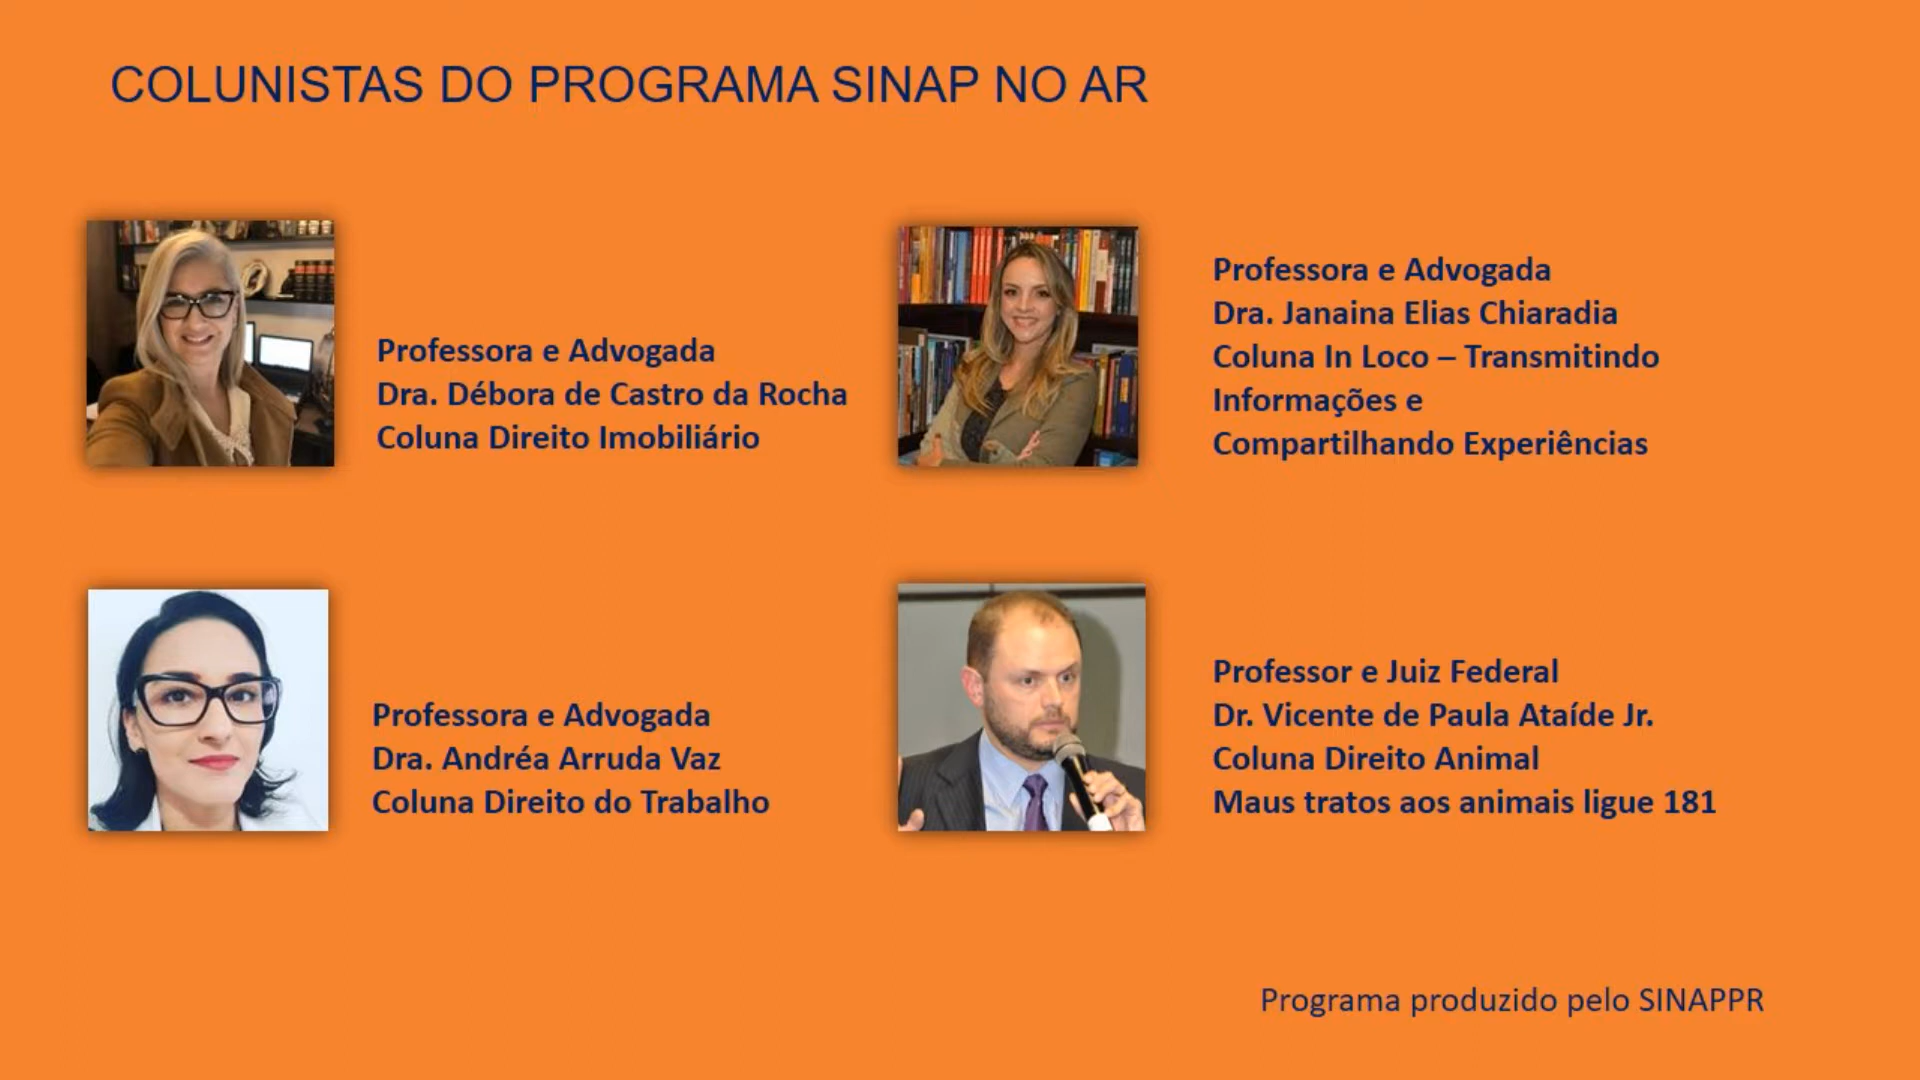 COLUNISTAS DO PROGRAMA SINAP NO AR
Professora e Advogada
Dra. Débora de Castro da Rocha
Coluna Direito Imobiliário
Professora e Advogada
Dra. Janaina Elias Chiaradia
Coluna In Loco – Transmitindo
Informações e
Compartilhando Experiências
Professora e Advogada
Dra. Andréa Arruda Vaz
Coluna Direito do Trabalho
Professor e Juiz Federal
Dr. Vicente de Paula Ataíde Jr.
Coluna Direito Animal
Maus tratos aos animais ligue 181
Programa produzido pelo SINAPPR